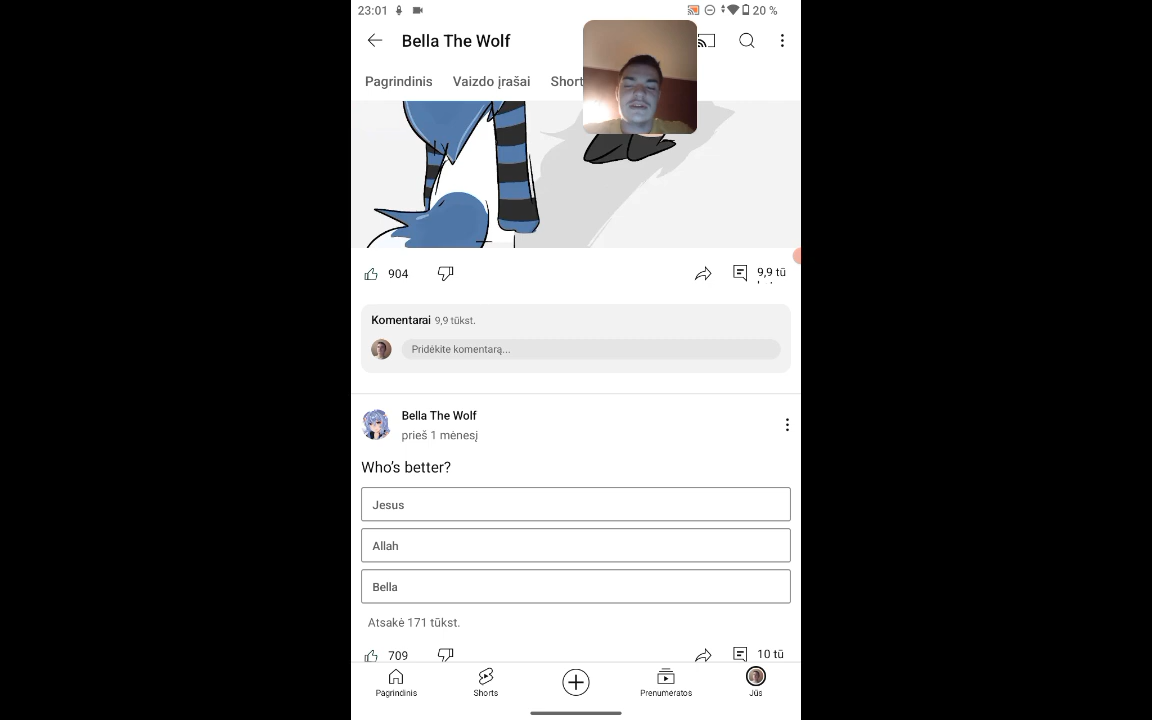 23:01
20 %
Bella The Wolf
Pagrindinis
Vaizdo įrašai
Short
904
9,9 tū
Komentarai 9,9 tūkst.
Pridėkite komentarą...
Bella The Wolf
prieš 1 mėnesį
Who's better?
Jesus
Allah
Bella
Atsakė 171 tūkst.
709
10 tū
Pagrindinis
Shorts
Prenumeratos
Jūs